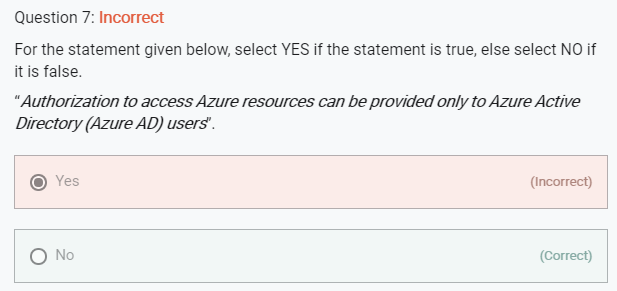 Question 7: Incorrect
For the statement given below, select YES if the statement is true, else select NO if
it is false.
"Authorization to access Azure resources can be provided only to Azure Active
Directory (Azure AD) users".
Yes (Incorrect)
No (Correct)